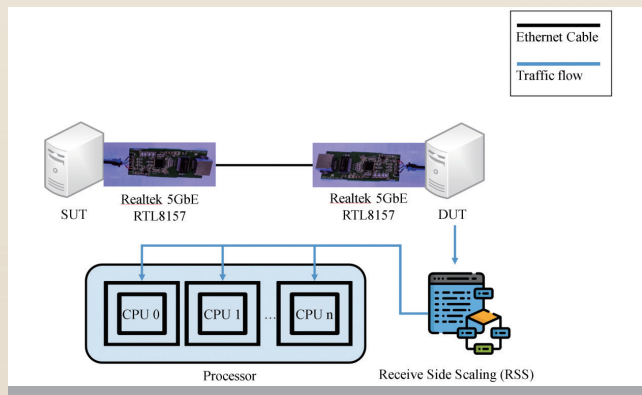 Ethernet Cable
Traffic flow
SUT
Realtek 5GbE
RTL8157
Realtek 5GbE
RTL8157
DUT
CPU 0
CPU 1
...
CPU n
Processor
Receive Side Scaling (RSS)